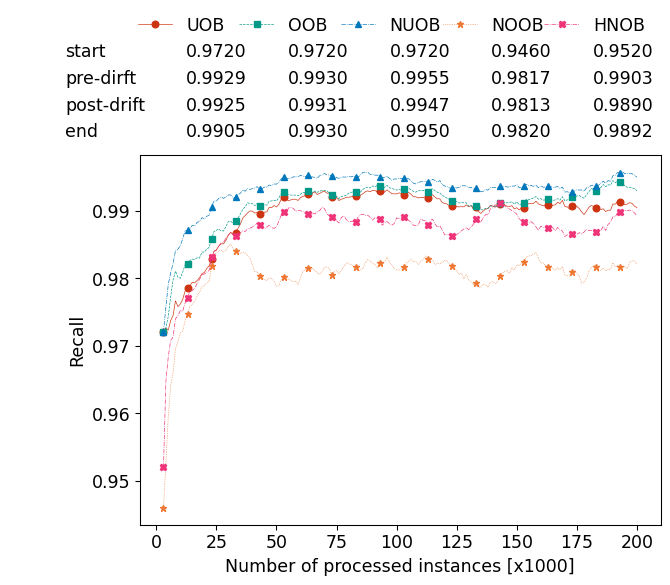 UOB OOB NUOB NOOB HNOB
start 0.9720 0.9720 0.9720 0.9460 0.9520
pre-dirft 0.9929 0.9930 0.9955 0.9817 0.9903
post-drift 0.9925 0.9931 0.9947 0.9813 0.9890
end 0.9905 0.9930 0.9950 0.9820 0.9892
0.99
0.98
0.97
0.96
0.95
Recall
0 25 50 75 100 125 150 175 200
Number of processed instances [x1000]